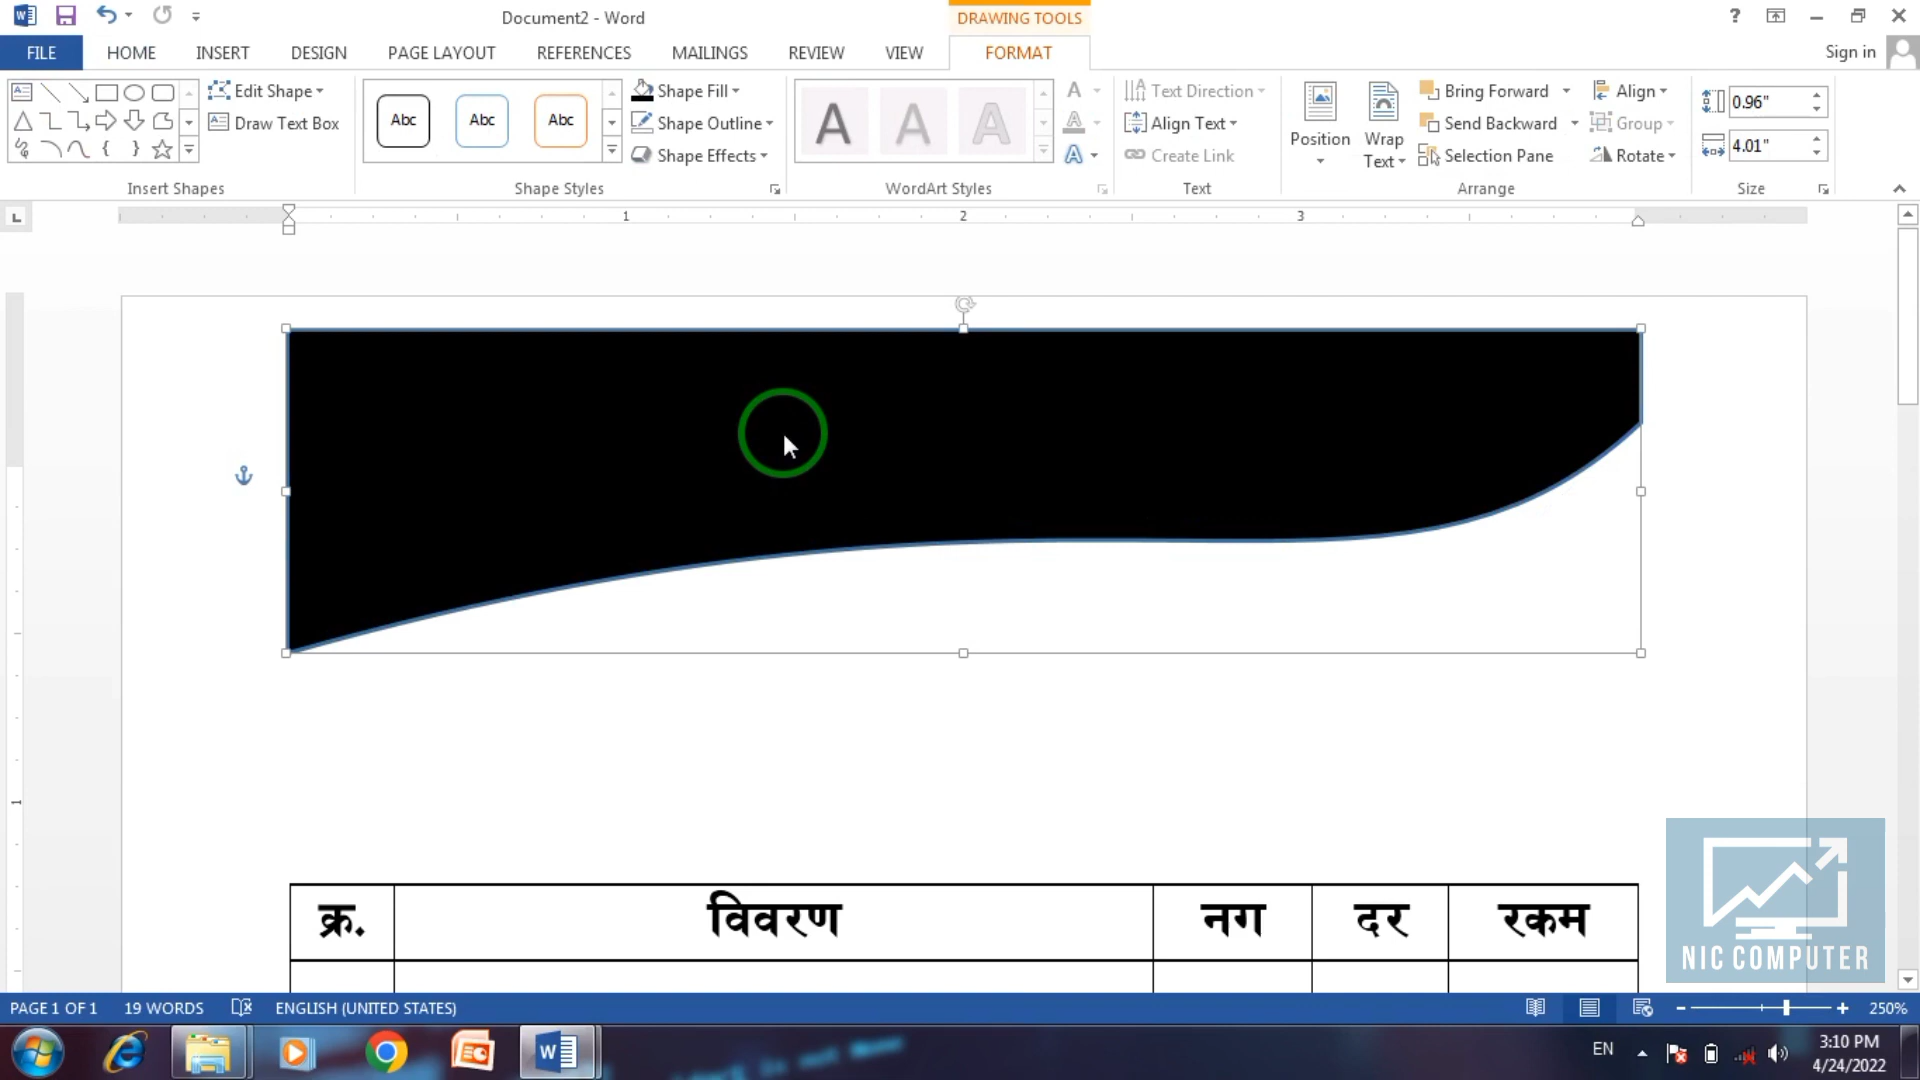 Document2 - Word
DRAWING TOOLS
?
FILE
HOME
INSERT
DESIGN
PAGE LAYOUT
REFERENCES
MAILINGS
REVIEW
VIEW
FORMAT
Sign in
Edit Shape
Draw Text Box
Insert Shapes
Abc
Abc
Abc
Shape Fill
Shape Outline
Shape Effects
Shape Styles
A A A
WordArt Styles
Text Direction
Align Text
Create Link
Text
Position
Wrap
Text
Bring Forward
Send Backward
Selection Pane
Align
Group
Rotate
Arrange
0.96"
4.01"
Size
1 2 3
1
क्र. विवरण नग दर रकम
NIC COMPUTER
PAGE 1 OF 1
19 WORDS
ENGLISH (UNITED STATES)
250%
EN
3:10 PM
4/24/2022